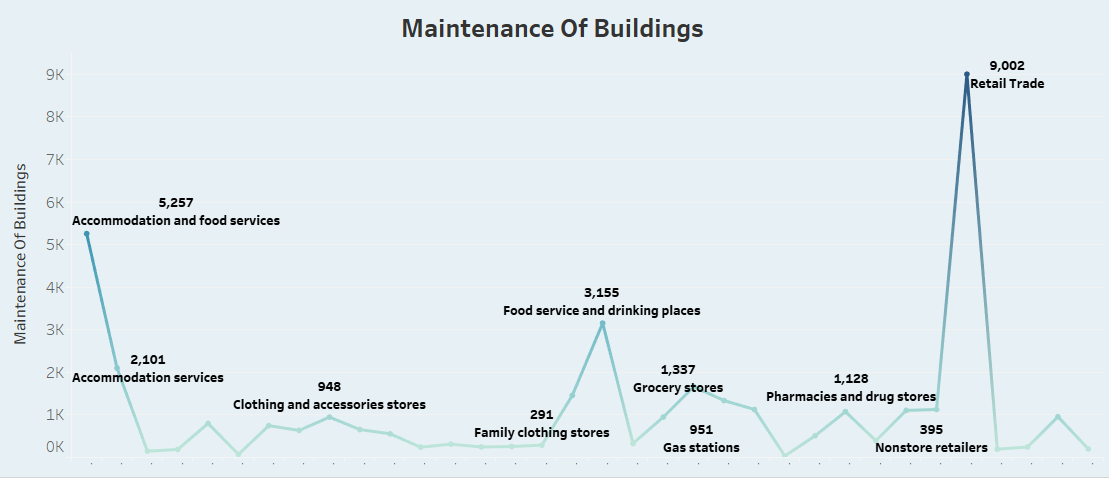 Maintenance Of Buildings
Maintenance Of Buildings
9K
8K
7K
6K
5K
4K
3K
2K
1K
0K
5,257
Accommodation and food services
2,101
Accommodation services
948
Clothing and accessories stores
291
Family clothing stores
3,155
Food service and drinking places
1,337
Grocery stores
951
Gas stations
1,128
Pharmacies and drug stores
395
Nonstore retailers
9,002
Retail Trade